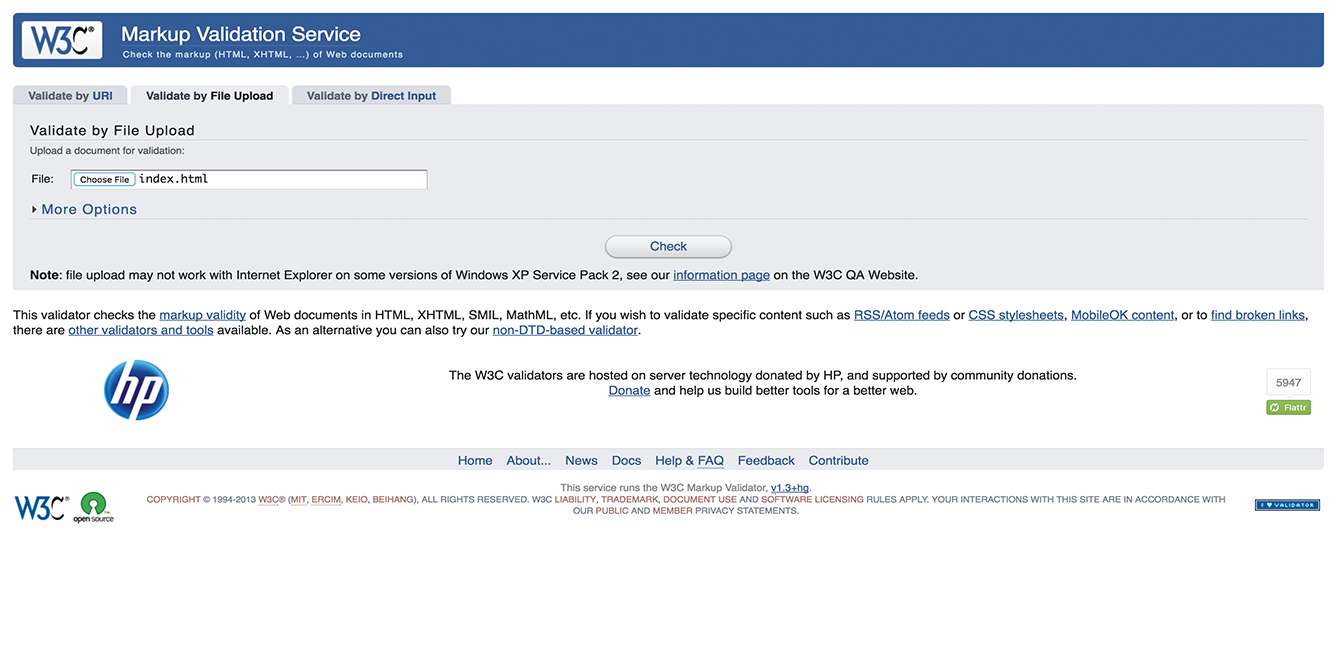 W3C® Markup Validation Service
Check the markup (HTML, XHTML, ...) of Web documents
Validate by URI
Validate by File Upload
Validate by Direct Input
Validate by File Upload
Upload a document for validation:
File: Choose File index.html
More Options
Check
Note: file upload may not work with Internet Explorer on some versions of Windows XP Service Pack 2, see our information page on the W3C QA Website.
This validator checks the markup validity of Web documents in HTML, XHTML, SMIL, MathML, etc. If you wish to validate specific content such as RSS/Atom feeds or CSS stylesheets, MobileOK content, or to find broken links,
there are other validators and tools available. As an alternative you can also try our non-DTD-based validator.
hp
The W3C validators are hosted on server technology donated by HP, and supported by community donations.
Donate and help us build better tools for a better web.
5947
Flattr
Home About... News Docs Help & FAQ Feedback Contribute
This service runs the W3C Markup Validator, v1.3+hg.
W3C® open source
COPYRIGHT © 1994-2013 W3C® (MIT, ERCIM, KEIO, BEIHANG), ALL RIGHTS RESERVED. W3C LIABILITY, TRADEMARK, DOCUMENT USE AND SOFTWARE LICENSING RULES APPLY. YOUR INTERACTIONS WITH THIS SITE ARE IN ACCORDANCE WITH
OUR PUBLIC AND MEMBER PRIVACY STATEMENTS.
I ♥ VALIDATOR